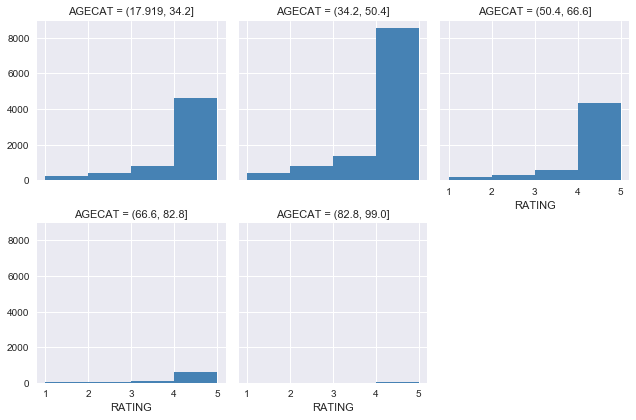 AGECAT = (17.919, 34.2]
AGECAT = (34.2, 50.4]
AGECAT = (50.4, 66.6]
8000
6000
4000
2000
0
1 2 3 4 5
RATING
AGECAT = (66.6, 82.8]
AGECAT = (82.8, 99.0]
8000
6000
4000
2000
0
1 2 3 4 5
RATING
1 2 3 4 5
RATING